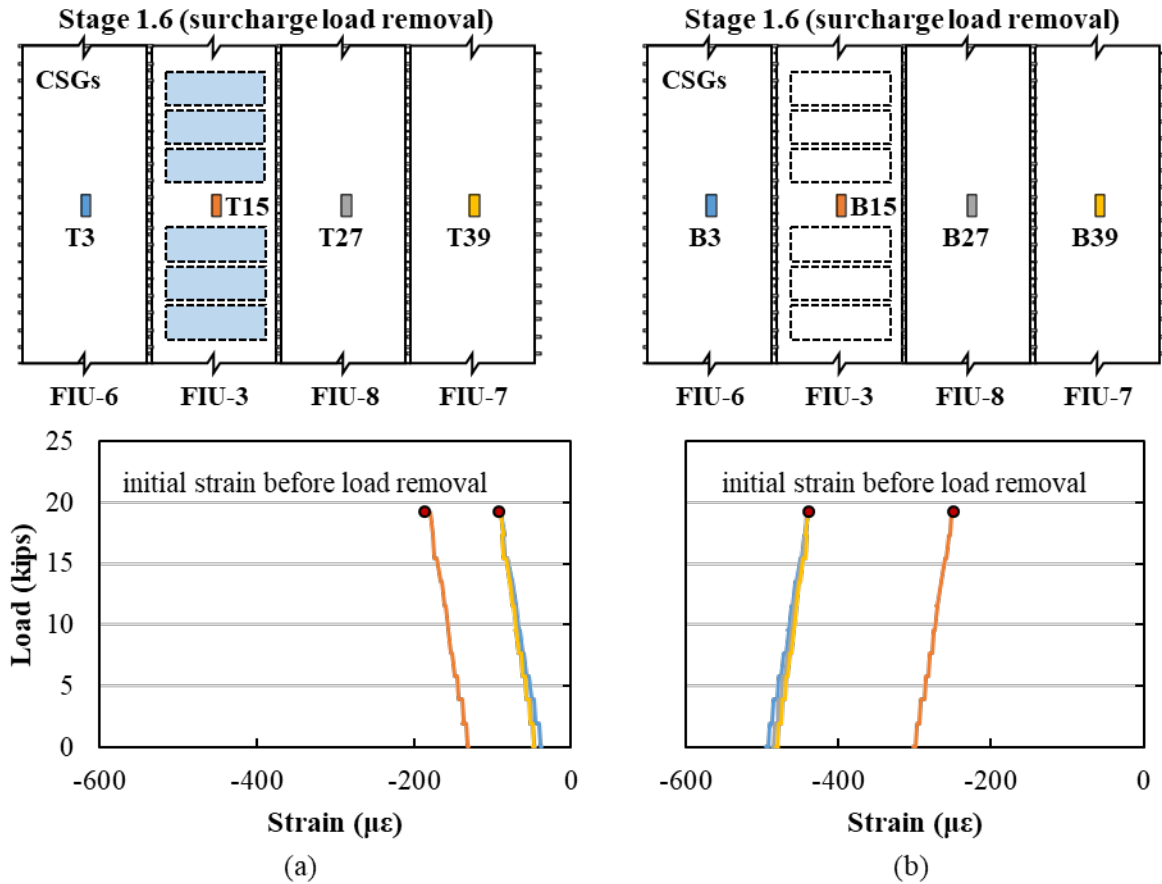 Stage 1.6 (surcharge load removal)
CSGs
T3
T15
T27
T39
FIU-6
FIU-3
FIU-8
FIU-7
Stage 1.6 (surcharge load removal)
CSGs
B3
B15
B27
B39
FIU-6
FIU-3
FIU-8
FIU-7
Load (kips)
25
20
15
10
5
0
initial strain before load removal
-600
-400
-200
0
Strain (με)
(a)
initial strain before load removal
-600
-400
-200
0
Strain (με)
(b)